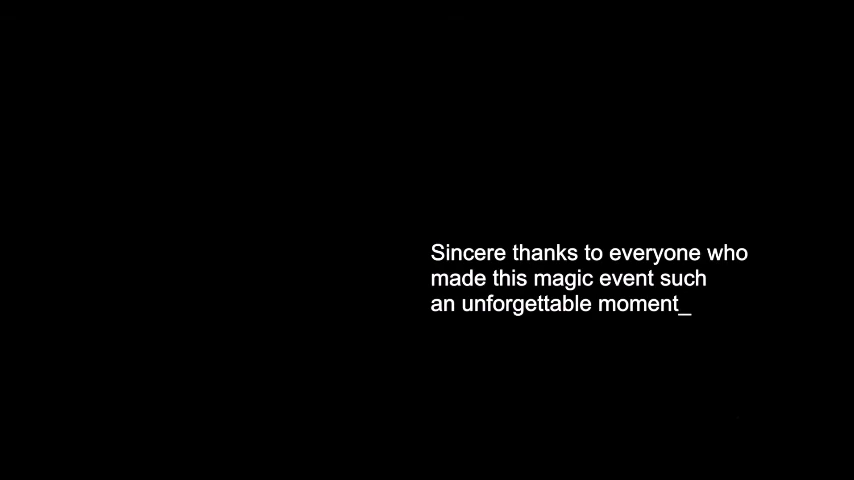 Sincere thanks to everyone who
made this magic event such
an unforgettable moment_